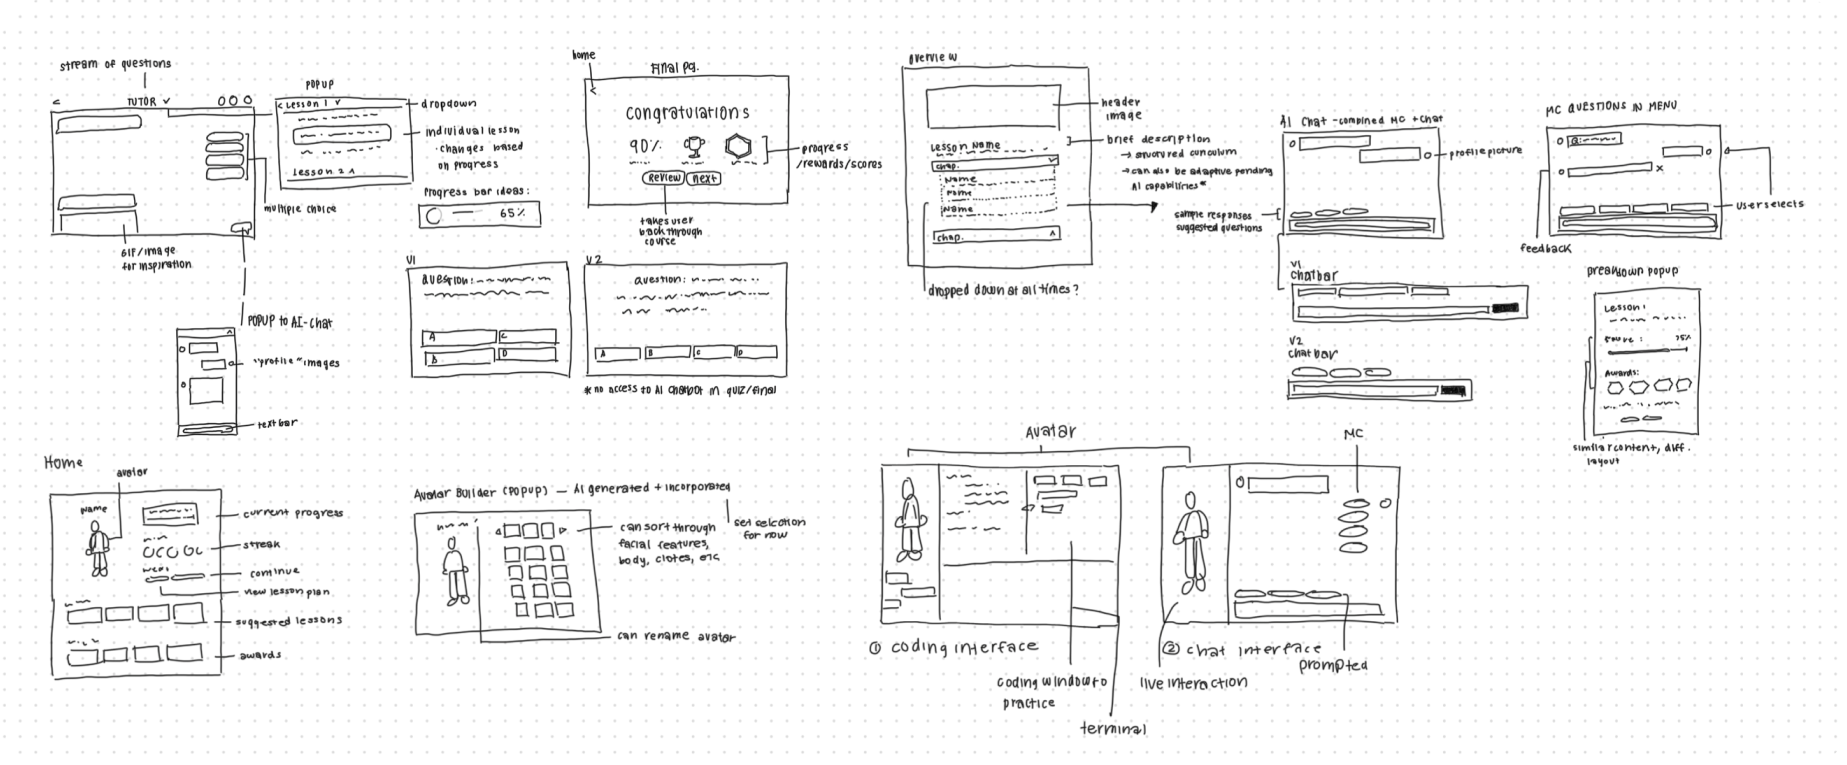 stream of questions
<
TUTOR
POPUP
< Lesson 1
Lesson 2
dropdown
individual lesson
· changes based
on progress
multiple choice
GIF/image
for inspiration
POPUP to AI-chat
"profile" images
textbar
Progress bar ideas:
65%
home
Final pg.
<
congratulations
90%
Review
next
progress
/rewards/scores
takes user
back through
course
V1
QUESTION:
A
C
B
D
V2
QUESTION:
A
B
C
D
* no access to AI chatbot in quiz/final
overview
header
image
Lesson Name
brief description
→ structured curriculum
→ can also be adaptive pending
AI capabilities*
chap.
Name
Name
Name
chap.
dropped down at all times?
AI Chat - combined MC + chat
profile picture
sample responses
suggested questions
V1
chatbar
V2
chatbar
MC QUESTIONS IN MENU
Q:
x
user selects
feedback
breakdown popup
Lesson 1
Score :
75%
Awards:
similar content, diff.
layout
Home
avatar
Name
current progress
streak
week
continue
new lesson plan
suggested lessons
awards
Avatar Builder (POPUP) — AI generated + incorporated
set selection
for now
can sort through
facial features,
body, clotes, etc
can rename avatar
Avatar
MC
① coding interface
coding window to
practice
terminal
② chat interface
prompted
live interaction